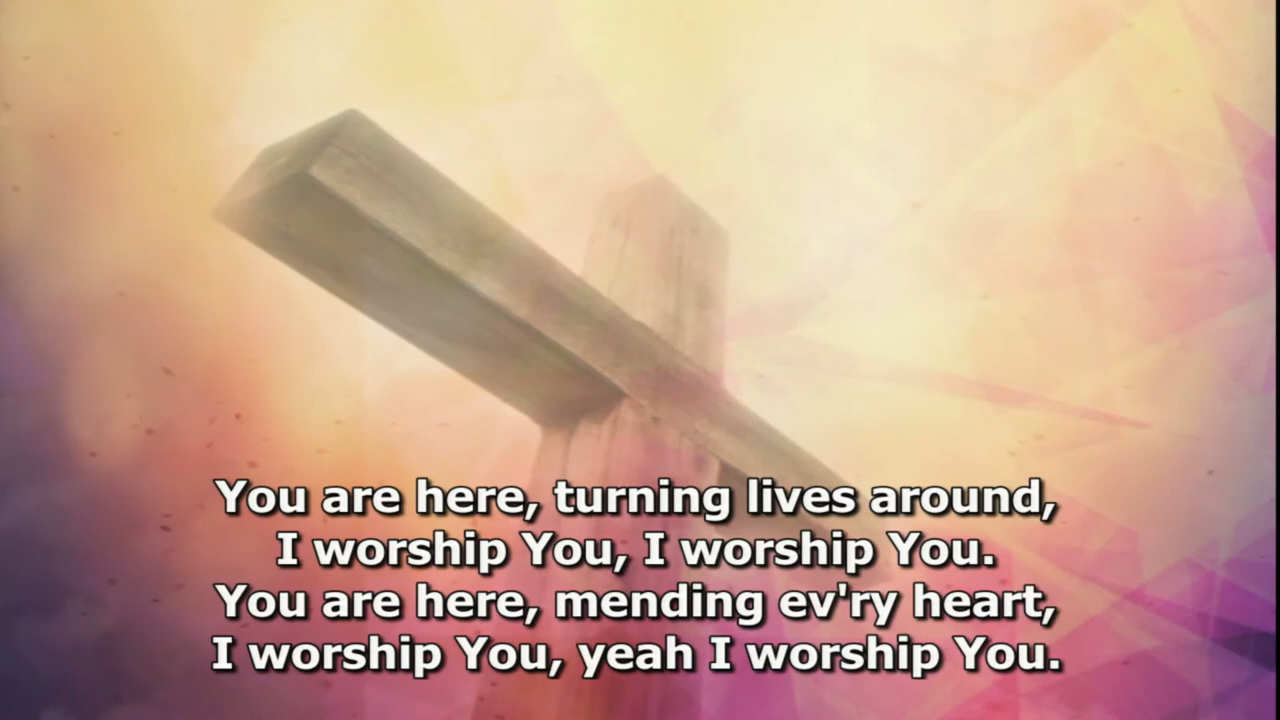 You are here, turning lives around,
I worship You, I worship You.
You are here, mending ev'ry heart,
I worship You, yeah I worship You.